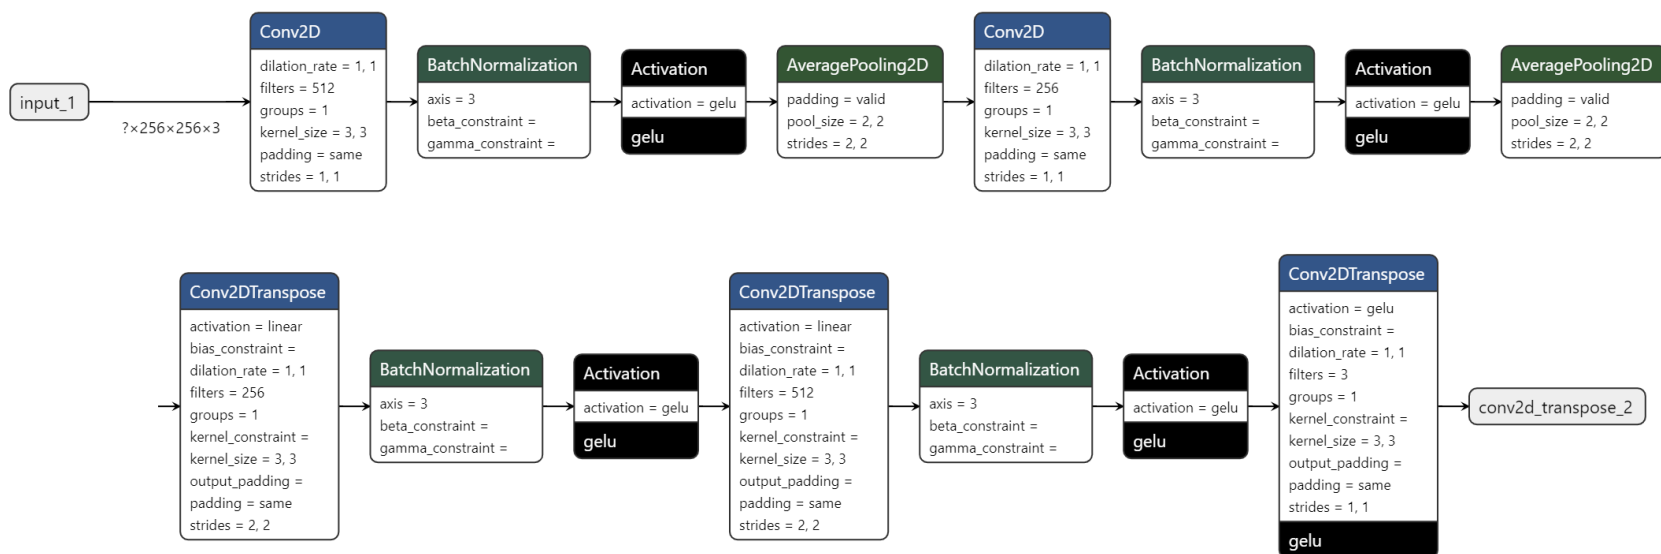 input_1
?×256×256×3
Conv2D
dilation_rate = 1, 1
filters = 512
groups = 1
kernel_size = 3, 3
padding = same
strides = 1, 1
BatchNormalization
axis = 3
beta_constraint =
gamma_constraint =
Activation
activation = gelu
gelu
AveragePooling2D
padding = valid
pool_size = 2, 2
strides = 2, 2
Conv2D
dilation_rate = 1, 1
filters = 256
groups = 1
kernel_size = 3, 3
padding = same
strides = 1, 1
BatchNormalization
axis = 3
beta_constraint =
gamma_constraint =
Activation
activation = gelu
gelu
AveragePooling2D
padding = valid
pool_size = 2, 2
strides = 2, 2
Conv2DTranspose
activation = linear
bias_constraint =
dilation_rate = 1, 1
filters = 256
groups = 1
kernel_constraint =
kernel_size = 3, 3
output_padding =
padding = same
strides = 2, 2
BatchNormalization
axis = 3
beta_constraint =
gamma_constraint =
Activation
activation = gelu
gelu
Conv2DTranspose
activation = linear
bias_constraint =
dilation_rate = 1, 1
filters = 512
groups = 1
kernel_constraint =
kernel_size = 3, 3
output_padding =
padding = same
strides = 2, 2
BatchNormalization
axis = 3
beta_constraint =
gamma_constraint =
Activation
activation = gelu
gelu
Conv2DTranspose
activation = gelu
bias_constraint =
dilation_rate = 1, 1
filters = 3
groups = 1
kernel_constraint =
kernel_size = 3, 3
output_padding =
padding = same
strides = 1, 1
gelu
conv2d_transpose_2